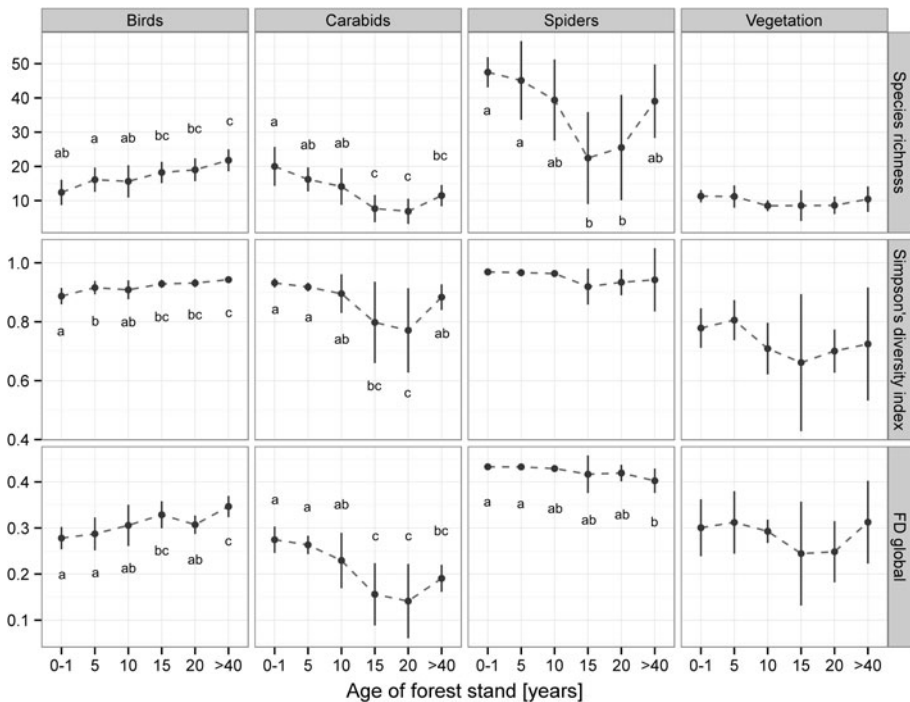 Birds Carabids Spiders Vegetation
50
40
30
20
10
ab a ab bc bc c
a ab ab c c bc
a a ab b b ab
Species richness
1.0
0.8
0.6
0.4
a b ab bc bc c
a a ab bc c ab
Simpson's diversity index
0.4
0.3
0.2
0.1
a a ab bc ab c
a a ab c c bc
a a ab ab ab b
FD global
0-1 5 10 15 20 >40 0-1 5 10 15 20 >40 0-1 5 10 15 20 >40 0-1 5 10 15 20 >40
Age of forest stand [years]